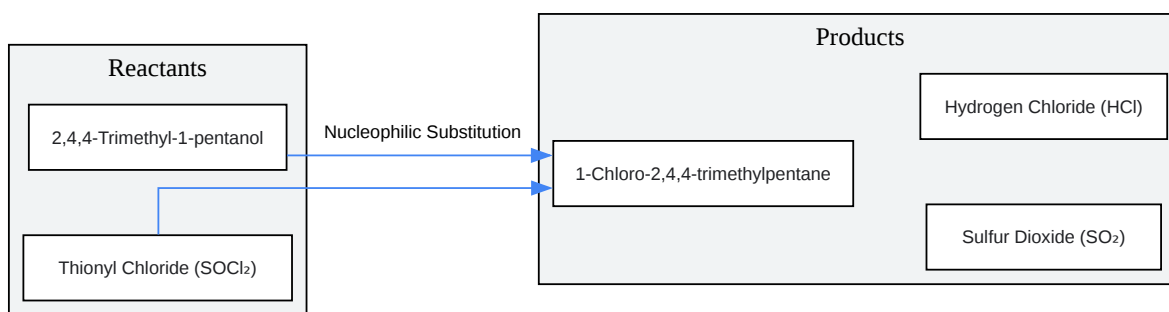 Reactants
2,4,4-Trimethyl-1-pentanol
Thionyl Chloride (SOCl₂)
Nucleophilic Substitution
Products
1-Chloro-2,4,4-trimethylpentane
Hydrogen Chloride (HCl)
Sulfur Dioxide (SO₂)